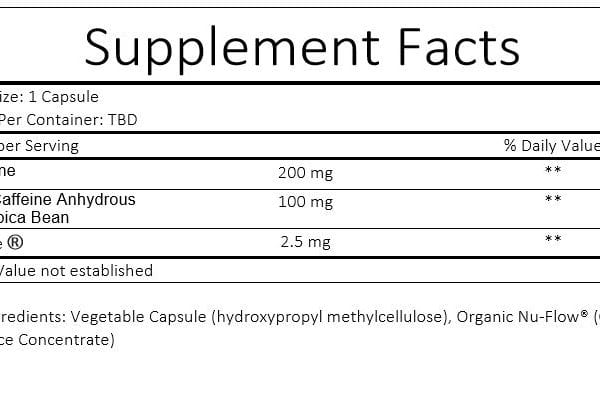 Supplement Facts
ize: 1 Capsule
Per Container: TBD
per Serving % Daily Value
ne 200 mg **
affeine Anhydrous 100 mg **
bica Bean
e ® 2.5 mg **
Value not established
redients: Vegetable Capsule (hydroxypropyl methylcellulose), Organic Nu-Flow® (
ce Concentrate)